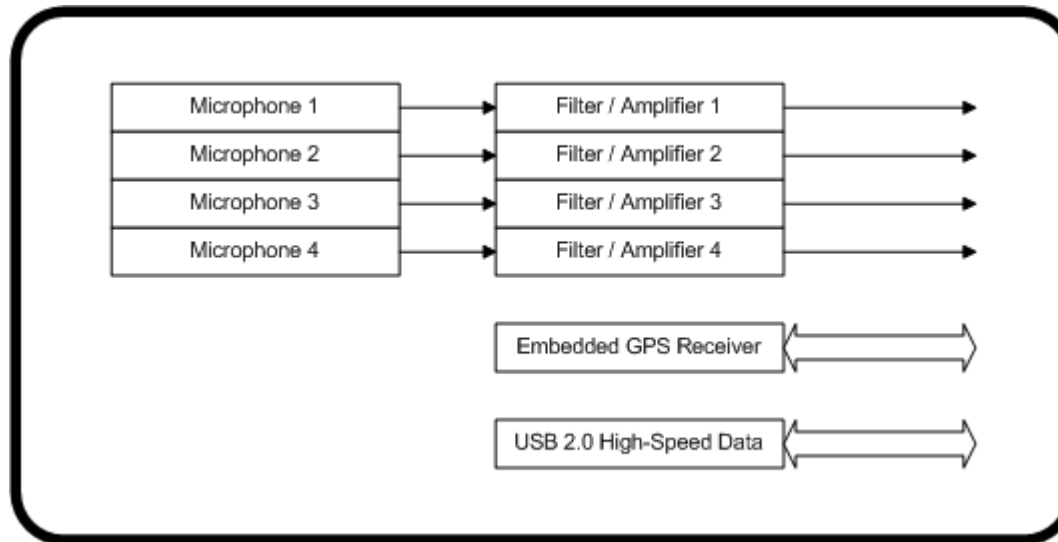 Microphone 1
Filter / Amplifier 1
Microphone 2
Filter / Amplifier 2
Microphone 3
Filter / Amplifier 3
Microphone 4
Filter / Amplifier 4
Embedded GPS Receiver
USB 2.0 High-Speed Data